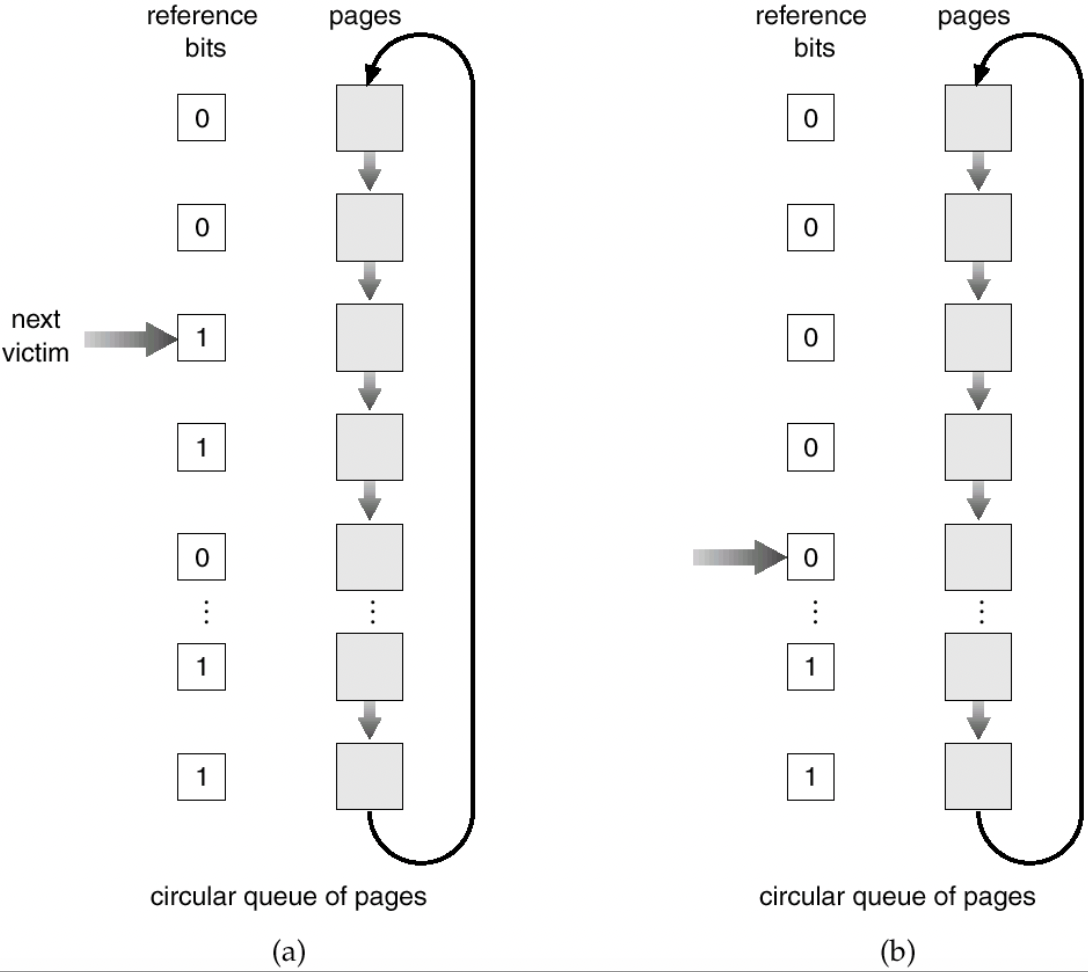 reference pages
bits
0
0
next
victim
1
1
0
⋮ ⋮
1
1
circular queue of pages
(a)
reference pages
bits
0
0
0
0
0
⋮ ⋮
1
1
circular queue of pages
(b)